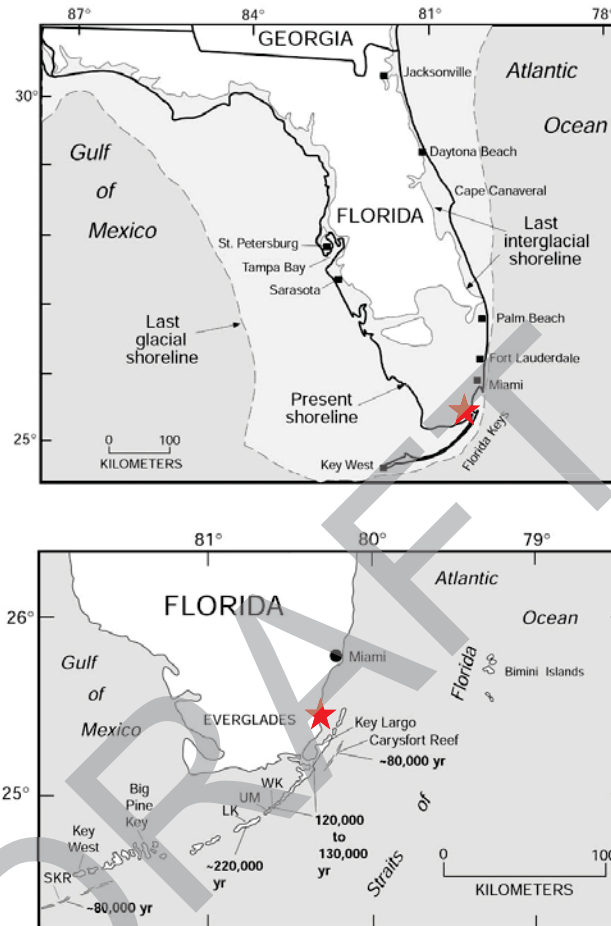 87°
84°
81°
78°
GEORGIA
Jacksonville
Atlantic
Ocean
30°
Gulf
of
Mexico
Daytona Beach
Cape Canaveral
FLORIDA
Last
interglacial
shoreline
St. Petersburg
Tampa Bay
Sarasota
Last
glacial
shoreline
Palm Beach
Fort Lauderdale
Miami
Present
shoreline
25°
0 100
KILOMETERS
Key West
Florida Keys
81°
80°
79°
26°
FLORIDA
Atlantic
Ocean
Gulf
of
Mexico
Miami
Florida
Bimini Islands
EVERGLADES
Key Largo
Carysfort Reef
~80,000 yr
25°
Big
Pine
Key
WK
UM
LK
120,000
to
130,000
yr
of
Key
West
~220,000
yr
Straits
SKR
~80,000 yr
0 100
KILOMETERS
DRAFT